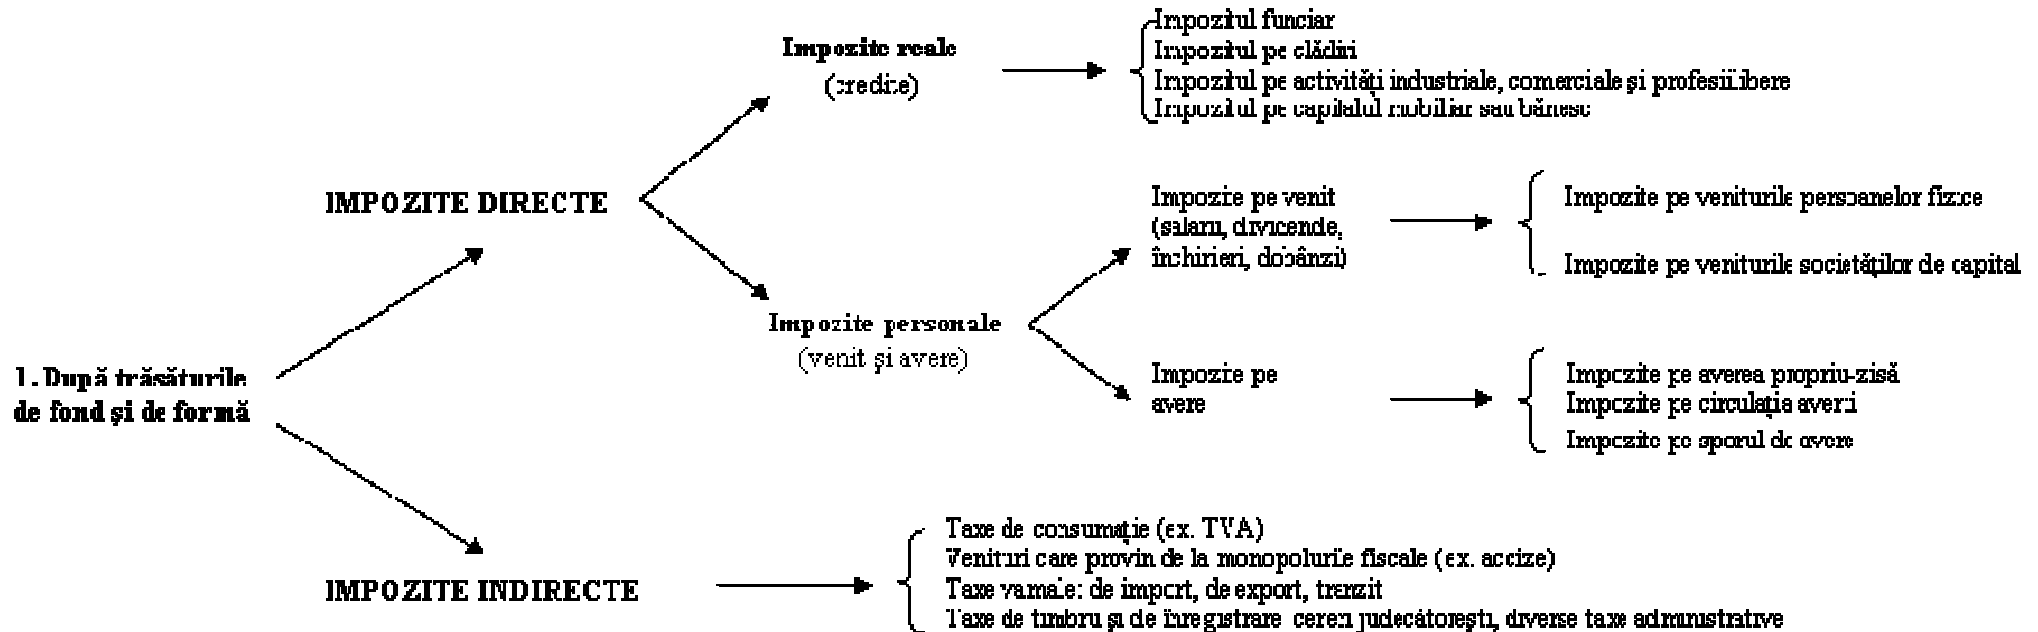 Impozite reale
(credite)
Impozitul funciar
Impozitul pe clădiri
Impozitul pe activități industriale, comerciale și profesii libere
Impozitul pe capitalul mobiliar sau bănesc
IMPOZITE DIRECTE
Impozite pe venit
(salarii, dividende,
închirieri, dobânzi)
Impozite pe veniturile persoanelor fizice
Impozite pe veniturile societăților de capital
Impozite personale
(venit și avere)
Impozite pe
avere
Impozite pe averea propriu-zisă
Impozite pe circulația averii
Impozite pe sporul de avere
1. După trăsăturile
de fond și de formă
IMPOZITE INDIRECTE
Taxe de consumație (ex. TVA)
Venituri care provin de la monopolurile fiscale (ex. accize)
Taxe vamale: de import, de export, tranzit
Taxe de timbru și de înregistrare cereri judecătorești, diverse taxe administrative